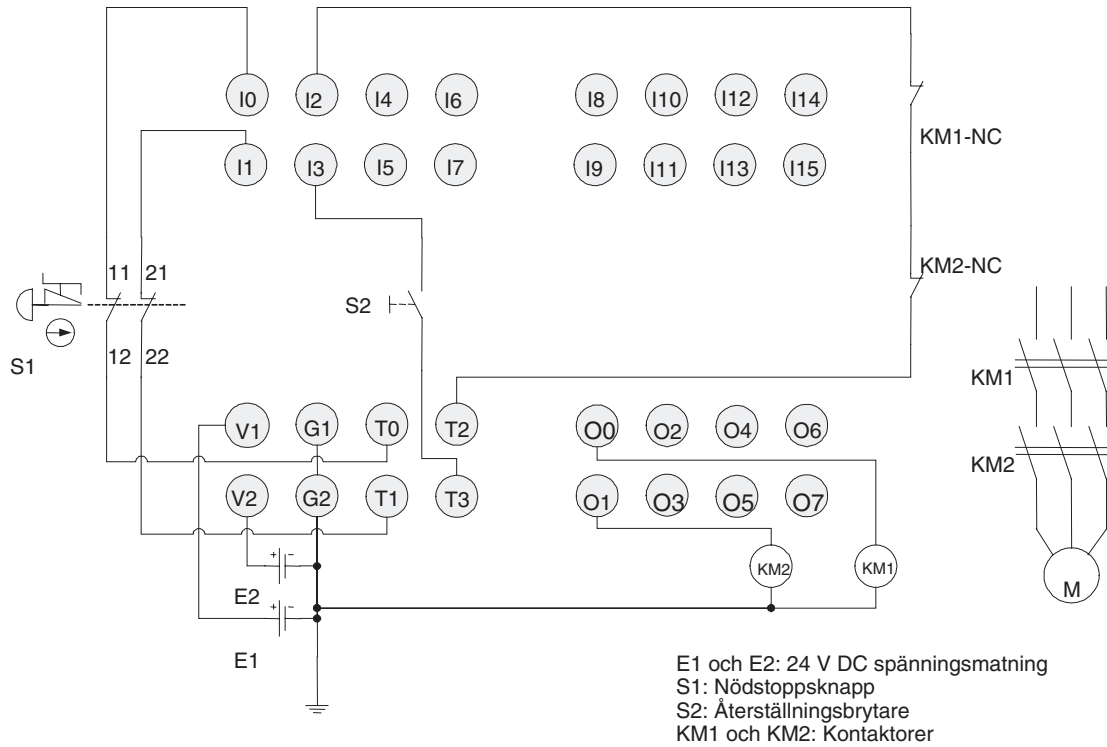 I0 I2 I4 I6 I8 I10 I12 I14
KM1-NC
I1 I3 I5 I7 I9 I11 I13 I15
KM2-NC
11 21
S2
S1
12 22
KM1
V1 G1 T0 T2 O0 O2 O4 O6
KM2
V2 G2 T1 T3 O1 O3 O5 O7
+ −
E2
KM2 KM1
M
+ −
E1
E1 och E2: 24 V DC spänningsmatning
S1: Nödstoppsknapp
S2: Återställningsbrytare
KM1 och KM2: Kontaktorer